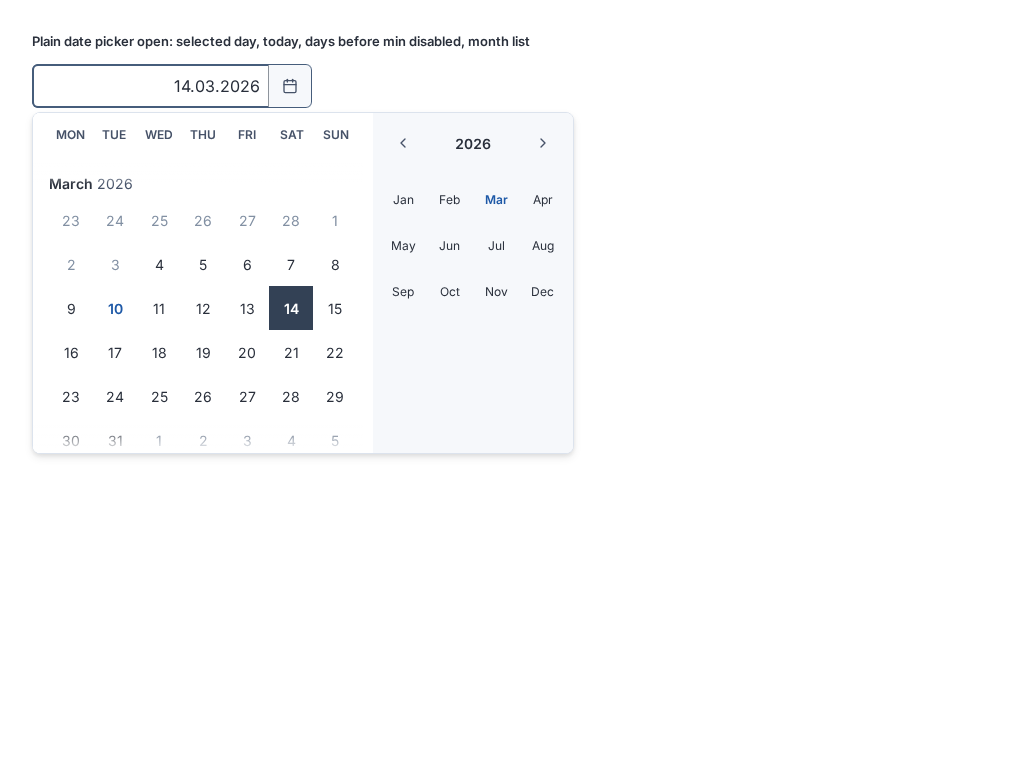 Plain date picker open: selected day, today, days before min disabled, month list
14.03.2026
MON TUE WED THU FRI SAT SUN
March 2026
23 24 25 26 27 28 1
2 3 4 5 6 7 8
9 10 11 12 13 14 15
16 17 18 19 20 21 22
23 24 25 26 27 28 29
30 31 1 2 3 4 5
2026
Jan Feb Mar Apr
May Jun Jul Aug
Sep Oct Nov Dec